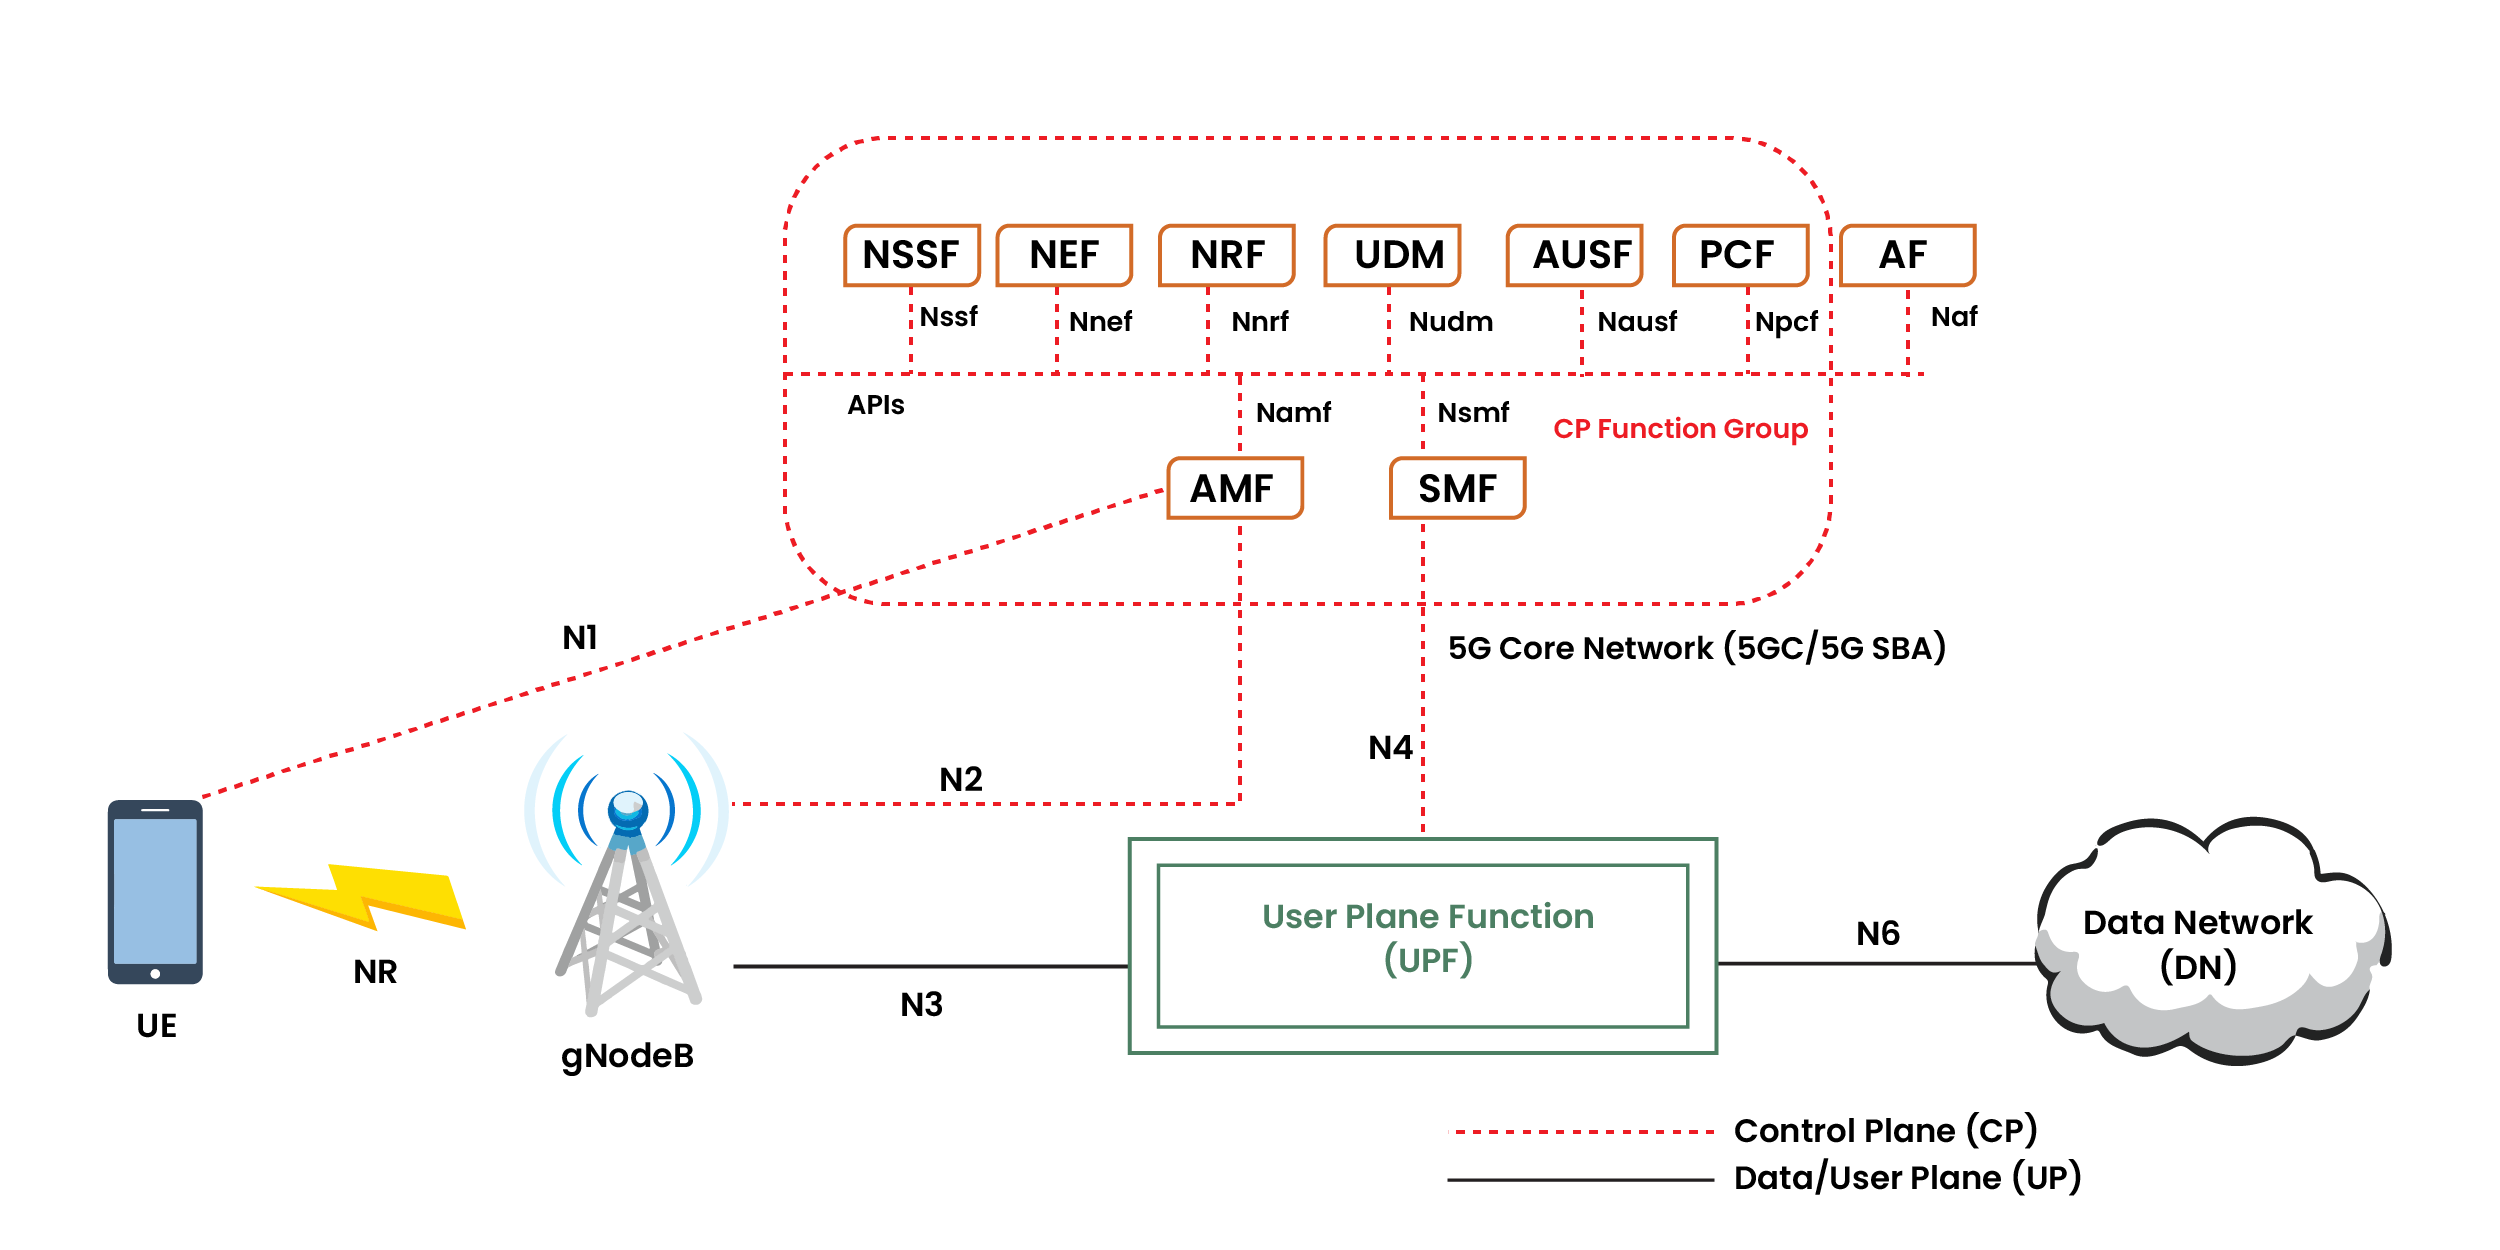 NSSF
NEF
NRF
UDM
AUSF
PCF
AF
Nssf
Nnef
Nnrf
Nudm
Nausf
Npcf
Naf
APIs
Namf
Nsmf
CP Function Group
AMF
SMF
N1
5G Core Network (5GC/5G SBA)
N4
N2
User Plane Function
(UPF)
N6
Data Network
(DN)
NR
N3
UE
gNodeB
Control Plane (CP)
Data/User Plane (UP)